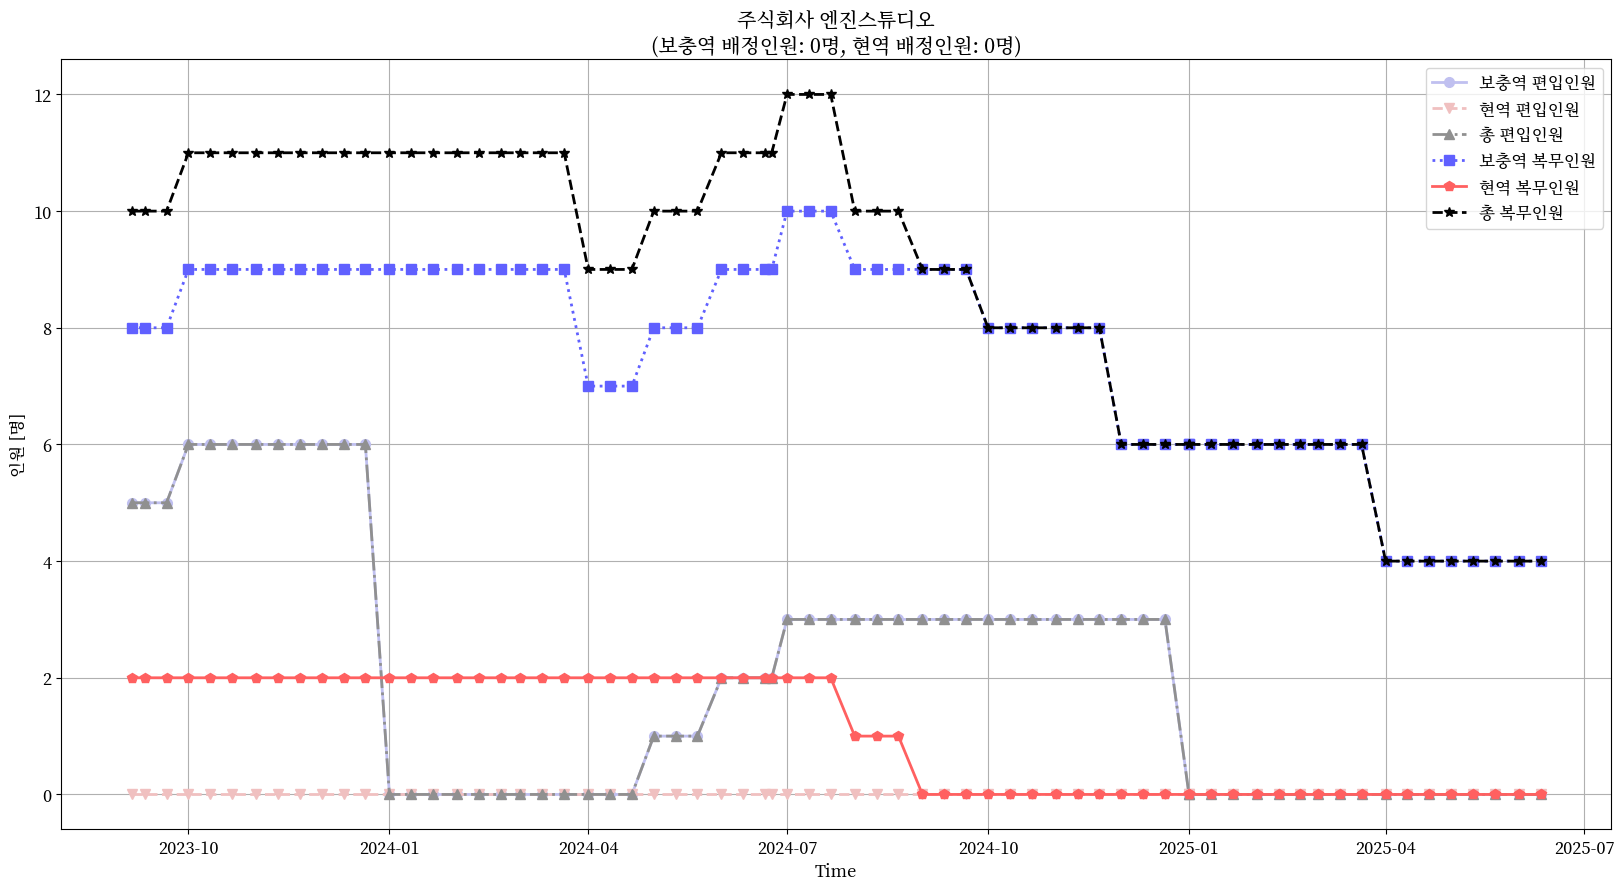 주식회사 엔진스튜디오
(보충역 배정인원: 0명, 현역 배정인원: 0명)
보충역 편입인원
현역 편입인원
총 편입인원
보충역 복무인원
현역 복무인원
총 복무인원
인원 [명]
12
10
8
6
4
2
0
2023-10
2024-01
2024-04
2024-07
2024-10
2025-01
2025-04
2025-07
Time